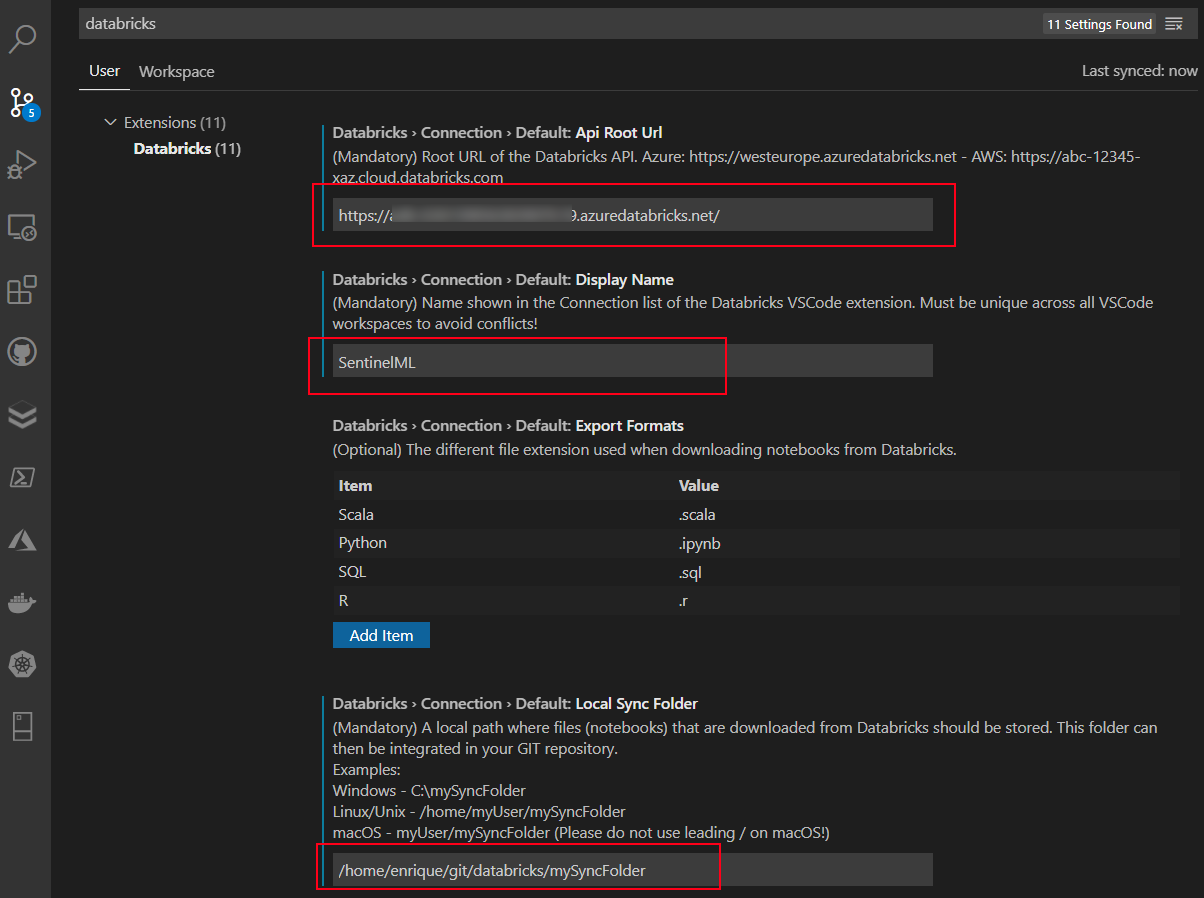 databricks
11 Settings Found
User
Workspace
Last synced: now
Extensions (11)
Databricks (11)
Databricks › Connection › Default: Api Root Url
(Mandatory) Root URL of the Databricks API. Azure: https://westeurope.azuredatabricks.net - AWS: https://abc-12345-
xaz.cloud.databricks.com
https:// .azuredatabricks.net/
Databricks › Connection › Default: Display Name
(Mandatory) Name shown in the Connection list of the Databricks VSCode extension. Must be unique across all VSCode
workspaces to avoid conflicts!
SentinelML
Databricks › Connection › Default: Export Formats
(Optional) The different file extension used when downloading notebooks from Databricks.
Item Value
Scala .scala
Python .ipynb
SQL .sql
R .r
Add Item
Databricks › Connection › Default: Local Sync Folder
(Mandatory) A local path where files (notebooks) that are downloaded from Databricks should be stored. This folder can
then be integrated in your GIT repository.
Examples:
Windows - C:\mySyncFolder
Linux/Unix - /home/myUser/mySyncFolder
macOS - myUser/mySyncFolder (Please do not use leading / on macOS!)
/home/enrique/git/databricks/mySyncFolder
5